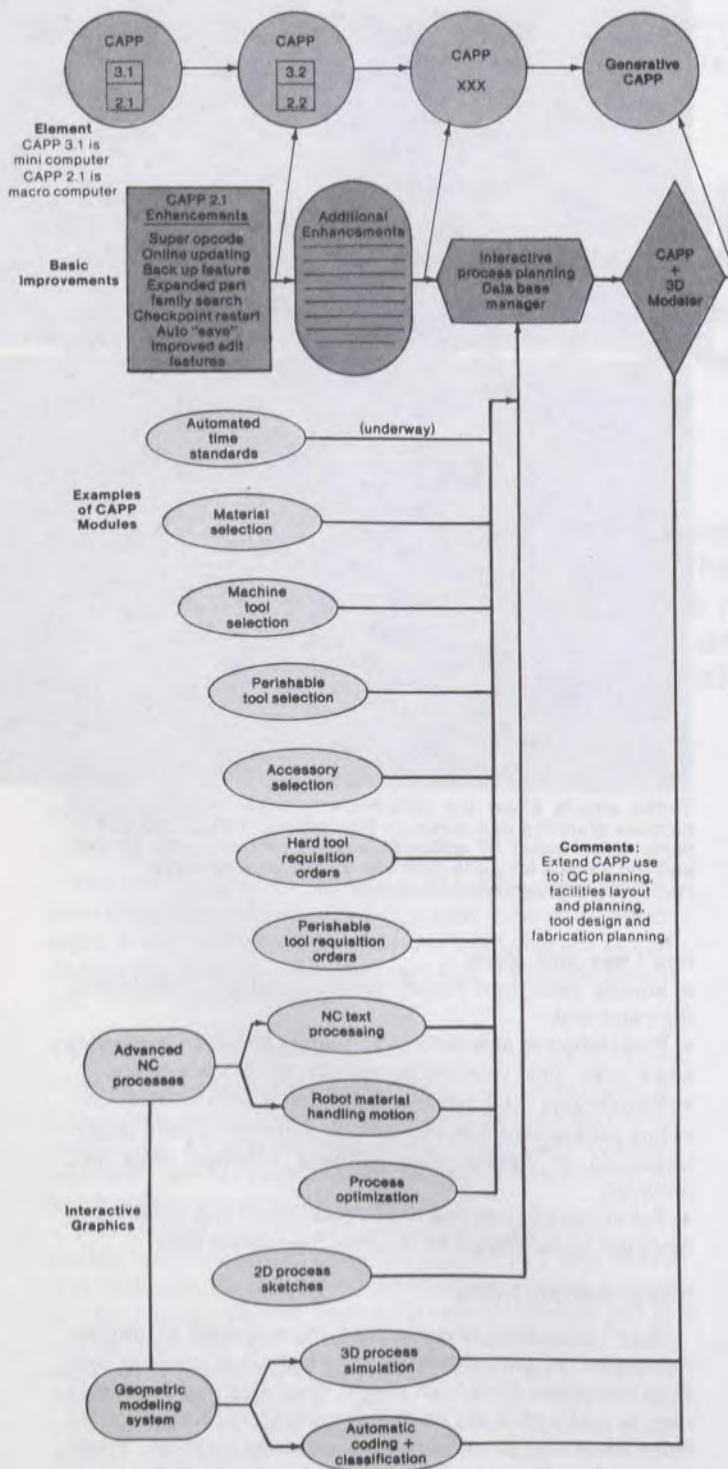 CAPP
3.1
2.1
CAPP
3.2
2.2
CAPP
XXX
Generative
CAPP
Element
CAPP 3.1 is
mini computer
CAPP 2.1 is
macro computer
Basic
Improvements
CAPP 2.1
Enhancements
Super opcode
Online updating
Back up feature
Expanded part
family search
Checkpoint restart
Auto "save"
Improved edit
features
Additional
Enhancements
Interactive
process planning
Data base
manager
CAPP
+
3D
Modeler
Automated
time
standards
(underway)
Examples
of CAPP
Modules
Material
selection
Machine
tool
selection
Perishable
tool selection
Accessory
selection
Hard tool
requisition
orders
Comments:
Extend CAPP use
to: QC planning,
facilities layout
and planning,
tool design and
fabrication planning.
Perishable
tool requisition
orders
NC text
processing
Advanced
NC
processes
Robot material
handling motion
Process
optimization
Interactive
Graphics
2D process
sketches
3D process
simulation
Geometric
modeling
system
Automatic
coding +
classification